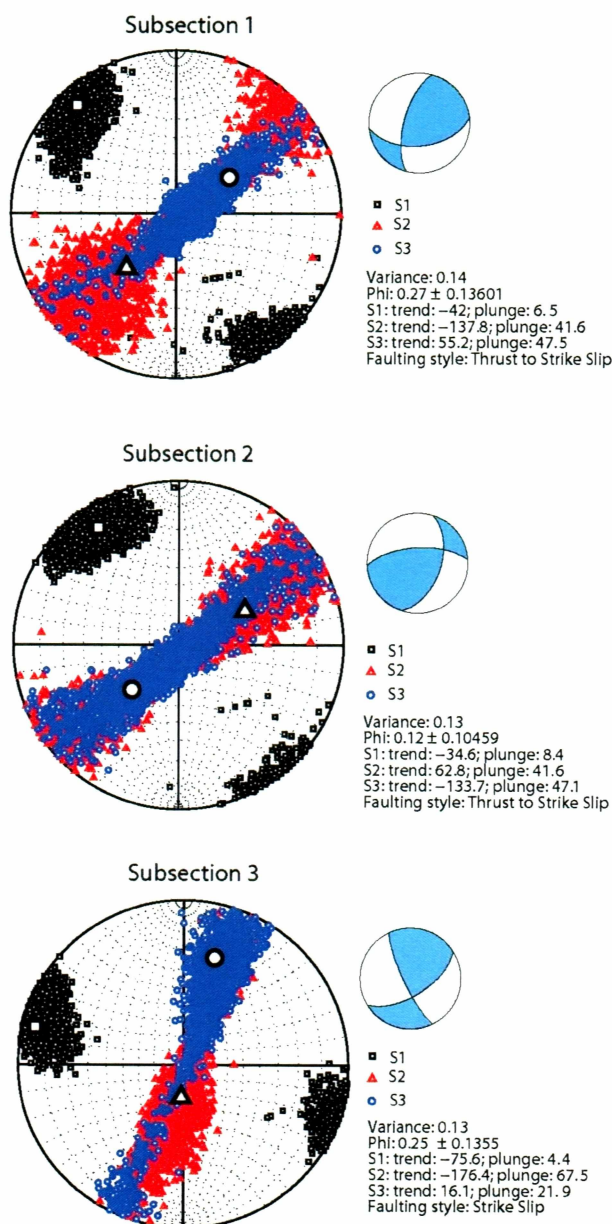 Subsection 1
S1
S2
S3
Variance: 0.14
Phi: 0.27 ± 0.13601
S1: trend: −42; plunge: 6.5
S2: trend: −137.8; plunge: 41.6
S3: trend: 55.2; plunge: 47.5
Faulting style: Thrust to Strike Slip
Subsection 2
S1
S2
S3
Variance: 0.13
Phi: 0.12 ± 0.10459
S1: trend: −34.6; plunge: 8.4
S2: trend: 62.8; plunge: 41.6
S3: trend: −133.7; plunge: 47.1
Faulting style: Thrust to Strike Slip
Subsection 3
S1
S2
S3
Variance: 0.13
Phi: 0.25 ± 0.1355
S1: trend: −75.6; plunge: 4.4
S2: trend: −176.4; plunge: 67.5
S3: trend: 16.1; plunge: 21.9
Faulting style: Strike Slip